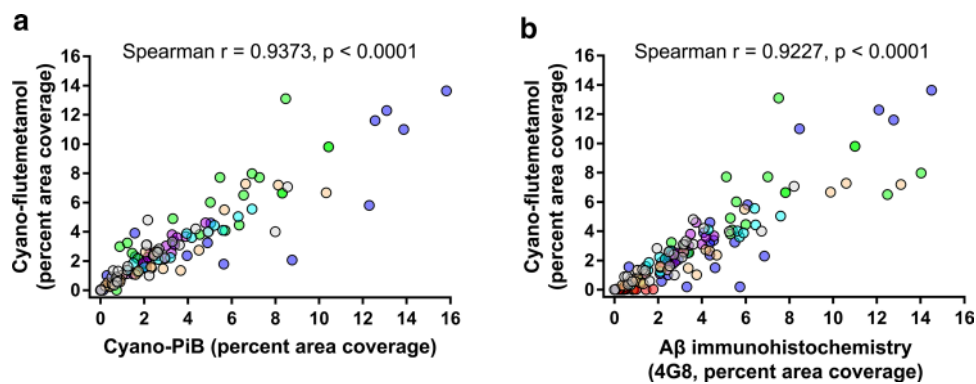 a
Spearman r = 0.9373, p < 0.0001
Cyano-flutemetamol
(percent area coverage)
16
14
12
10
8
6
4
2
0
0 2 4 6 8 10 12 14 16
Cyano-PiB (percent area coverage)
b
Spearman r = 0.9227, p < 0.0001
Cyano-flutemetamol
(percent area coverage)
16
14
12
10
8
6
4
2
0
0 2 4 6 8 10 12 14 16
Aβ immunohistochemistry
(4G8, percent area coverage)